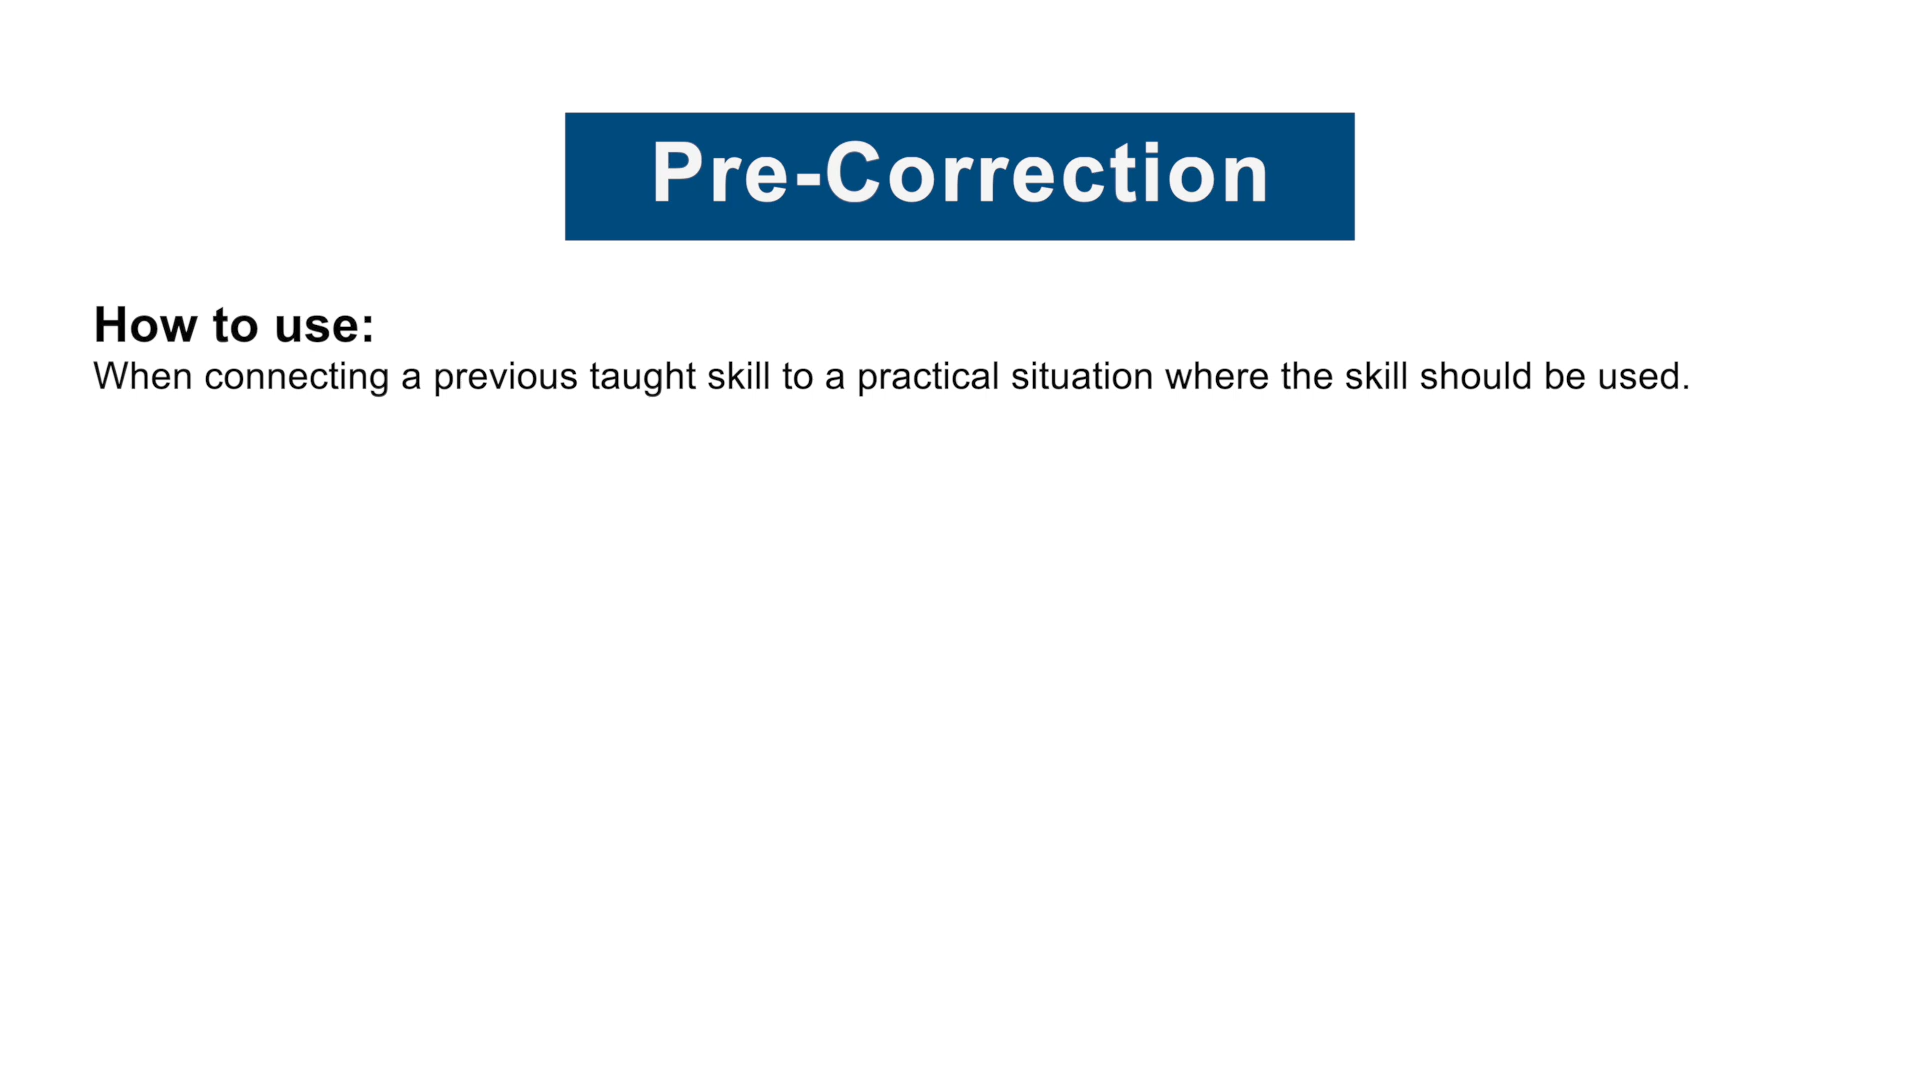 Pre-Correction
How to use:
When connecting a previous taught skill to a practical situation where the skill should be used.